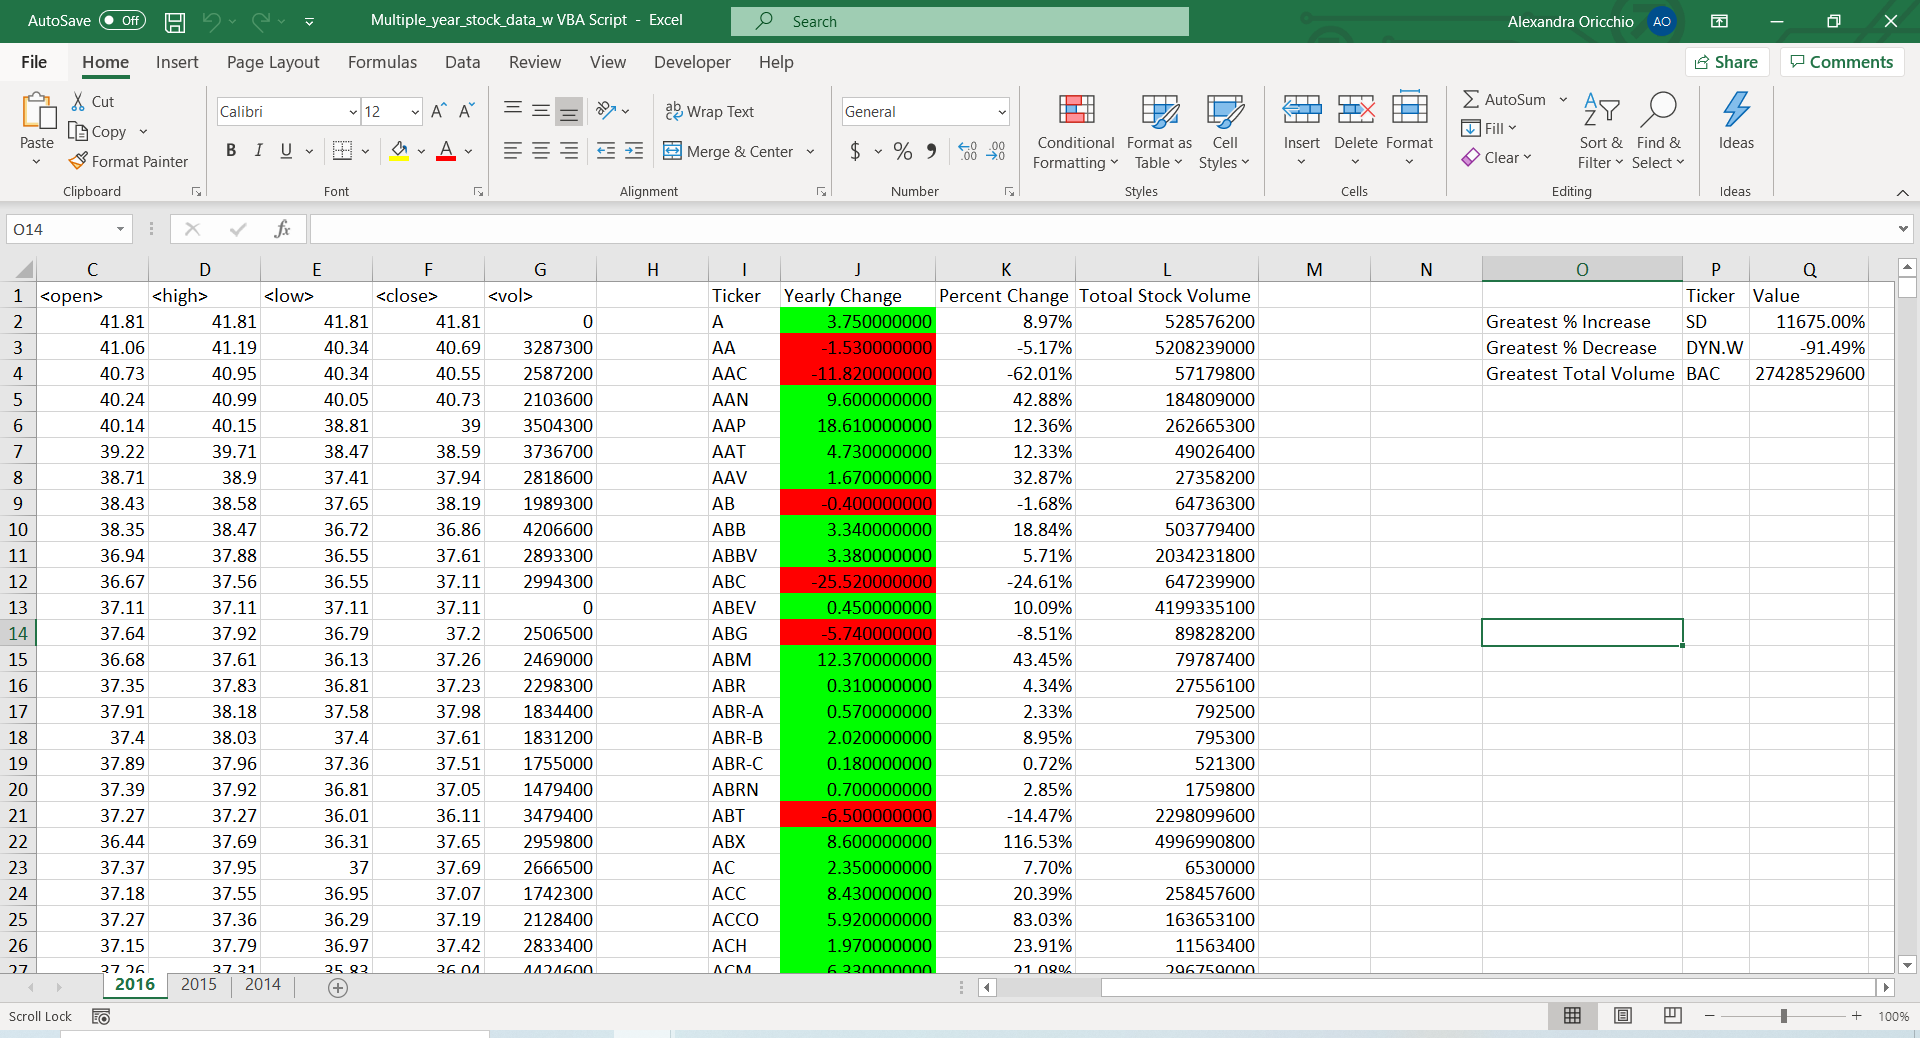 AutoSave Off Multiple_year_stock_data_w VBA Script - Excel Search Alexandra Oricchio AO
File Home Insert Page Layout Formulas Data Review View Developer Help Share Comments
Paste Cut Copy Format Painter Clipboard
Calibri 12 B I U A Font
ab Wrap Text Merge & Center Alignment
General $ % Number
Conditional Formatting Format as Table Cell Styles Styles
Insert Delete Format Cells
AutoSum Fill Clear Sort & Filter Find & Select Editing
Ideas Ideas
O14 fx
C D E F G H I J K L M N O P Q
1 <open> <high> <low> <close> <vol> Ticker Yearly Change Percent Change Totoal Stock Volume Ticker Value
2 41.81 41.81 41.81 41.81 0 A 3.750000000 8.97% 528576200 Greatest % Increase SD 11675.00%
3 41.06 41.19 40.34 40.69 3287300 AA -1.530000000 -5.17% 5208239000 Greatest % Decrease DYN.W -91.49%
4 40.73 40.95 40.34 40.55 2587200 AAC -11.820000000 -62.01% 57179800 Greatest Total Volume BAC 27428529600
5 40.24 40.99 40.05 40.73 2103600 AAN 9.600000000 42.88% 184809000
6 40.14 40.15 38.81 39 3504300 AAP 18.610000000 12.36% 262665300
7 39.22 39.71 38.47 38.59 3736700 AAT 4.730000000 12.33% 49026400
8 38.71 38.9 37.41 37.94 2818600 AAV 1.670000000 32.87% 27358200
9 38.43 38.58 37.65 38.19 1989300 AB -0.400000000 -1.68% 64736300
10 38.35 38.47 36.72 36.86 4206600 ABB 3.340000000 18.84% 503779400
11 36.94 37.88 36.55 37.61 2893300 ABBV 3.380000000 5.71% 2034231800
12 36.67 37.56 36.55 37.11 2994300 ABC -25.520000000 -24.61% 647239900
13 37.11 37.11 37.11 37.11 0 ABEV 0.450000000 10.09% 4199335100
14 37.64 37.92 36.79 37.2 2506500 ABG -5.740000000 -8.51% 89828200
15 36.68 37.61 36.13 37.26 2469000 ABM 12.370000000 43.45% 79787400
16 37.35 37.83 36.81 37.23 2298300 ABR 0.310000000 4.34% 27556100
17 37.91 38.18 37.58 37.98 1834400 ABR-A 0.570000000 2.33% 792500
18 37.4 38.03 37.4 37.61 1831200 ABR-B 2.020000000 8.95% 795300
19 37.89 37.96 37.36 37.51 1755000 ABR-C 0.180000000 0.72% 521300
20 37.39 37.92 36.81 37.05 1479400 ABRN 0.700000000 2.85% 1759800
21 37.27 37.27 36.01 36.11 3479400 ABT -6.500000000 -14.47% 2298099600
22 36.44 37.69 36.31 37.65 2959800 ABX 8.600000000 116.53% 4996990800
23 37.37 37.95 37 37.69 2666500 AC 2.350000000 7.70% 6530000
24 37.18 37.55 36.95 37.07 1742300 ACC 8.430000000 20.39% 258457600
25 37.27 37.36 36.29 37.19 2128400 ACCO 5.920000000 83.03% 163653100
26 37.15 37.79 36.97 37.42 2833400 ACH 1.970000000 23.91% 11563400
27 37.26 37.31 35.83 36.04 4424600 ACM 6.330000000 21.08% 296759000
2016 2015 2014
Scroll Lock 100%